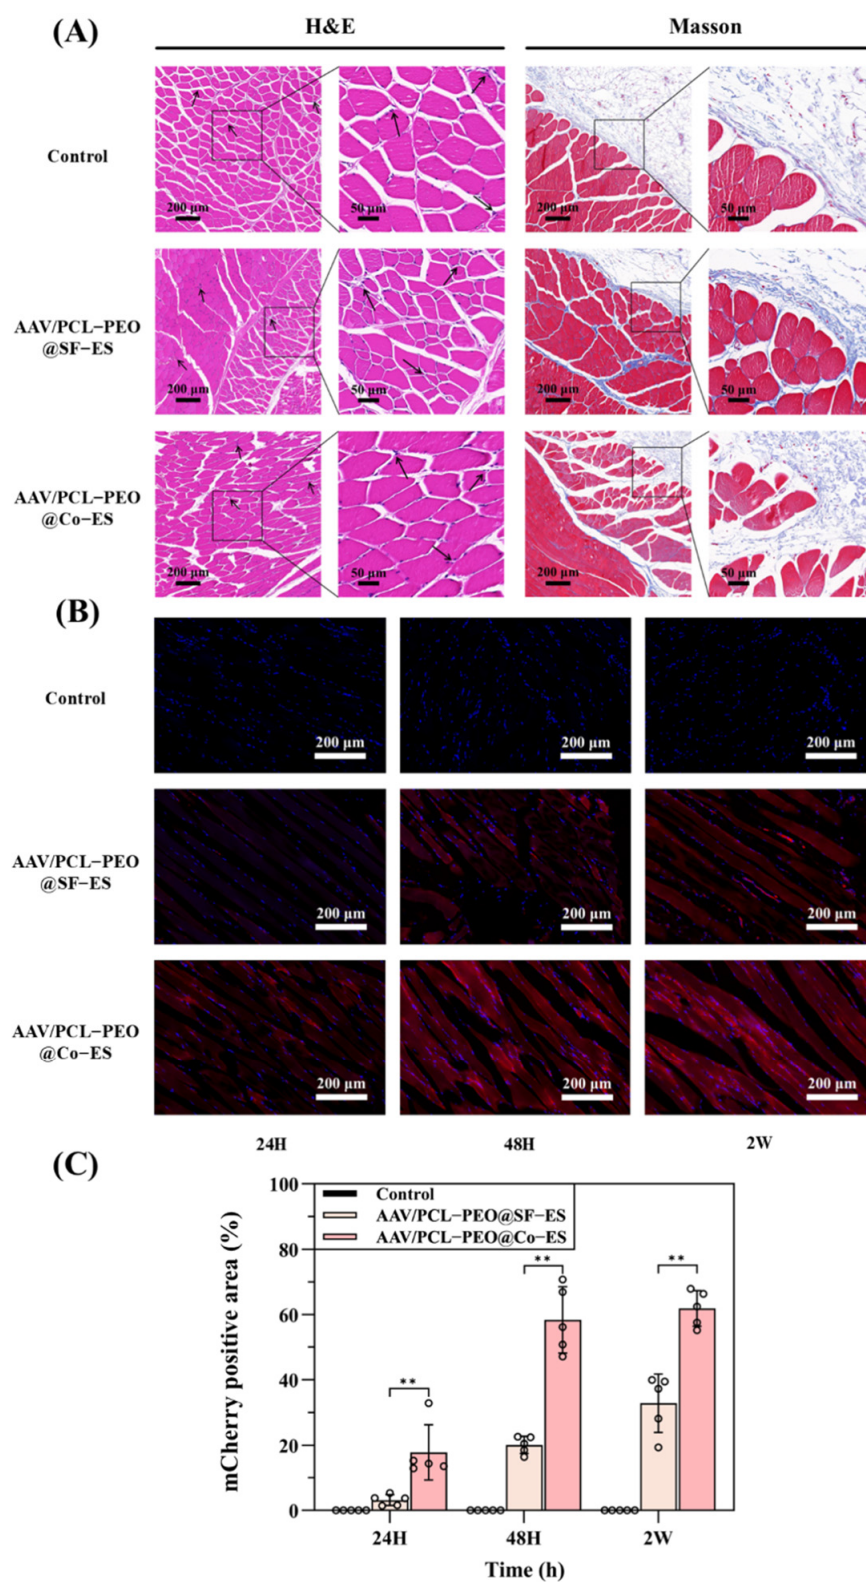 (A)
H&E
Masson
Control
200 μm
50 μm
200 μm
50 μm
AAV/PCL−PEO
@SF−ES
200 μm
50 μm
200 μm
50 μm
AAV/PCL−PEO
@Co−ES
200 μm
50 μm
200 μm
50 μm
(B)
Control
200 μm
200 μm
200 μm
AAV/PCL−PEO
@SF−ES
200 μm
200 μm
200 μm
AAV/PCL−PEO
@Co−ES
200 μm
200 μm
200 μm
24H
48H
2W
(C)
mCherry positive area (%)
100
80
60
40
20
0
Control
AAV/PCL−PEO@SF−ES
AAV/PCL−PEO@Co−ES
**
**
**
24H
48H
2W
Time (h)